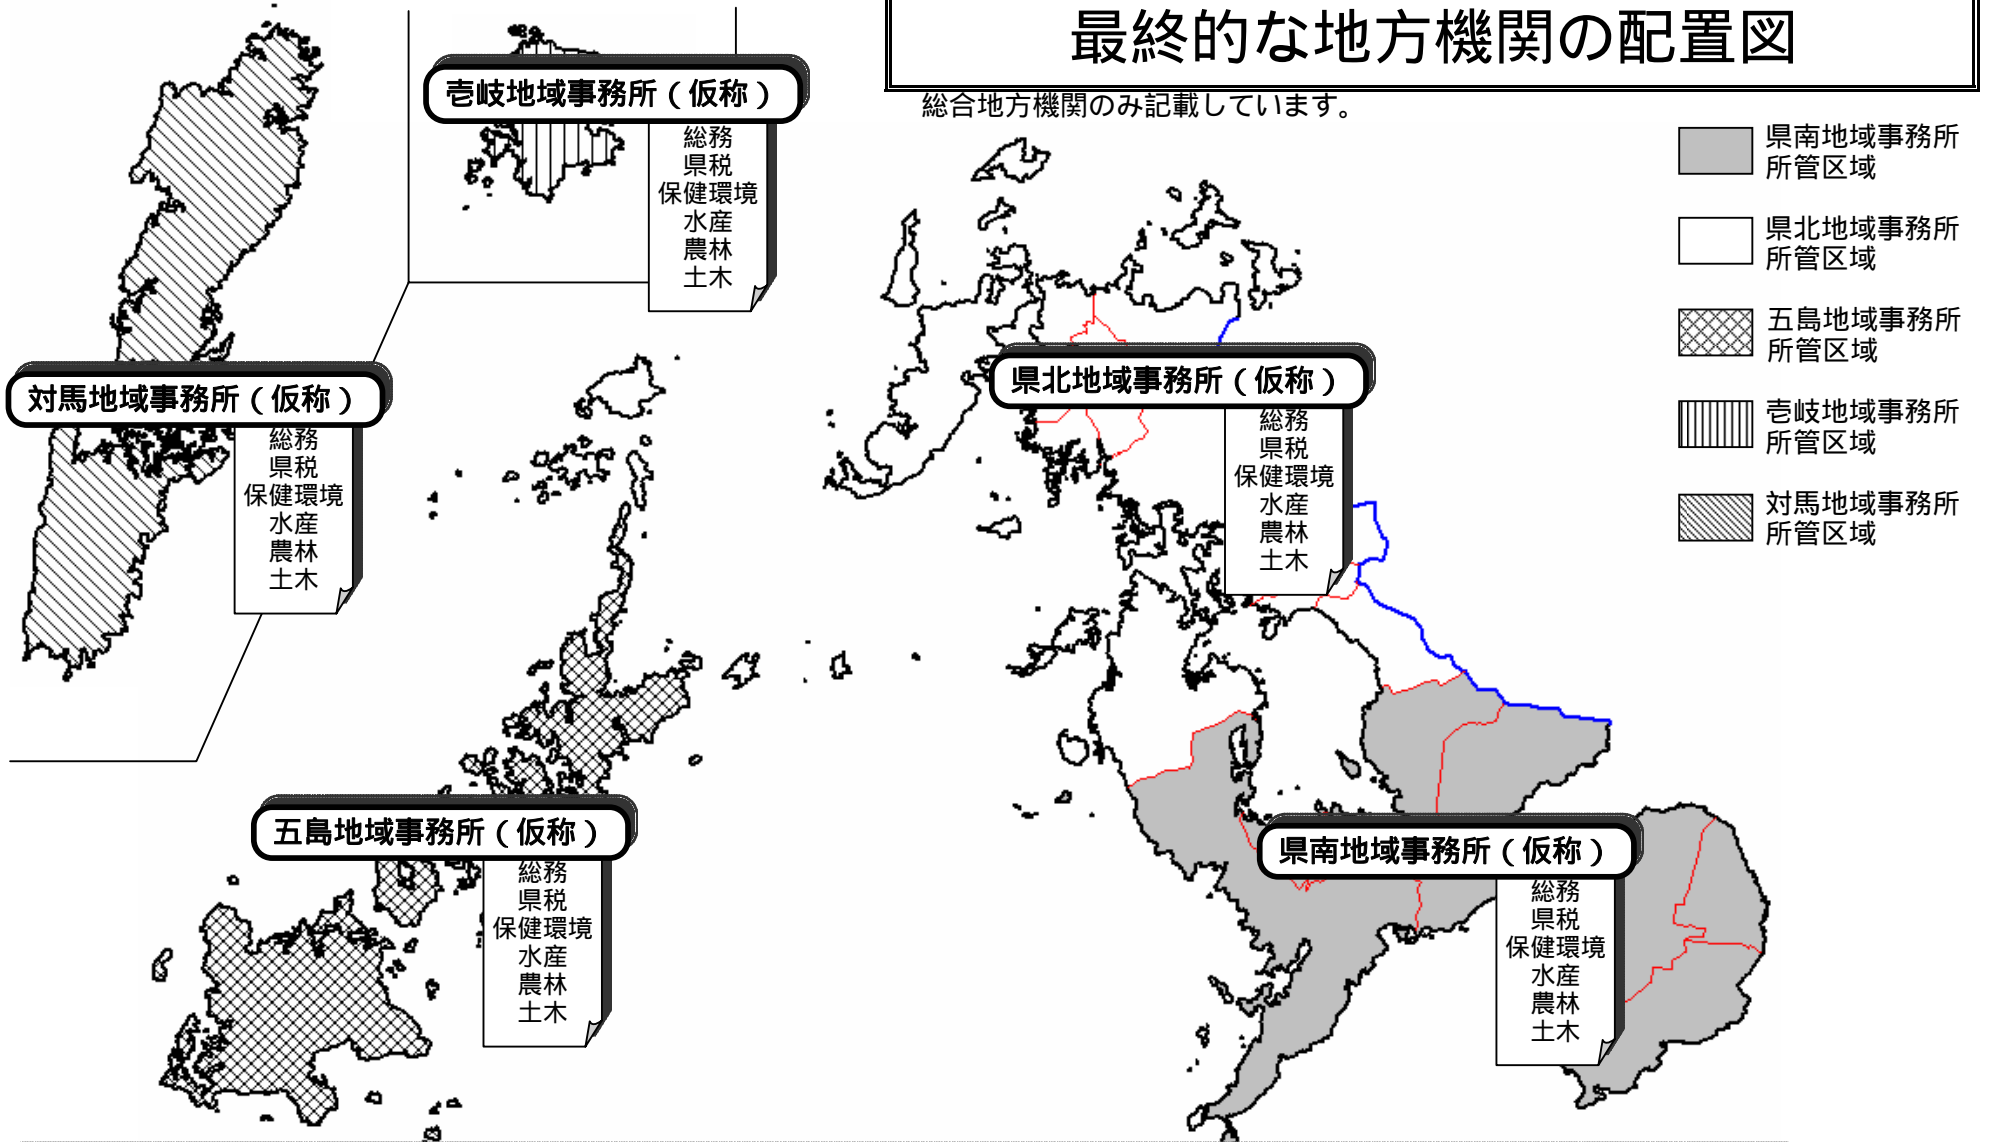 最終的な地方機関の配置図
総合地方機関のみ記載しています。
壱岐地域事務所（仮称）
総務
県税
保健環境
水産
農林
土木
対馬地域事務所（仮称）
総務
県税
保健環境
水産
農林
土木
県北地域事務所（仮称）
総務
県税
保健環境
水産
農林
土木
五島地域事務所（仮称）
総務
県税
保健環境
水産
農林
土木
県南地域事務所（仮称）
総務
県税
保健環境
水産
農林
土木
県南地域事務所
所管区域
県北地域事務所
所管区域
五島地域事務所
所管区域
壱岐地域事務所
所管区域
対馬地域事務所
所管区域